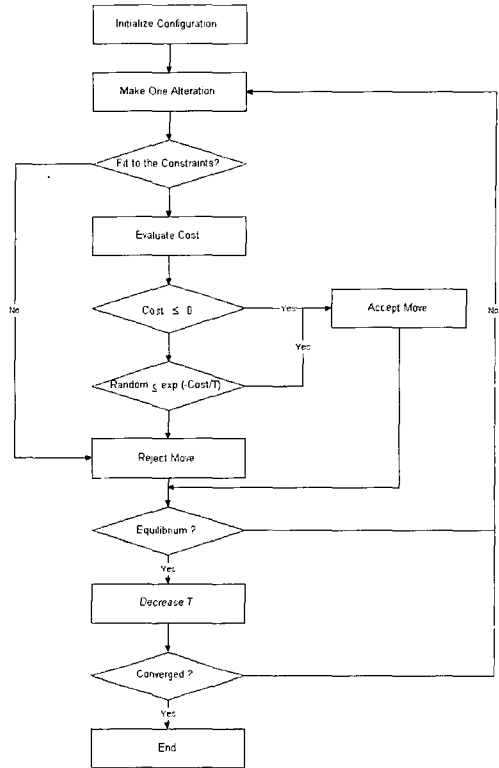 Initialize Configuration
Make One Alteration
Fit to the Constraints?
Evaluate Cost
Cost ≤ 0
Yes
Accept Move
No
No
Yes
Random ≤ exp (-Cost/T)
Reject Move
Equilibrium ?
Yes
Decrease T
Converged ?
Yes
End